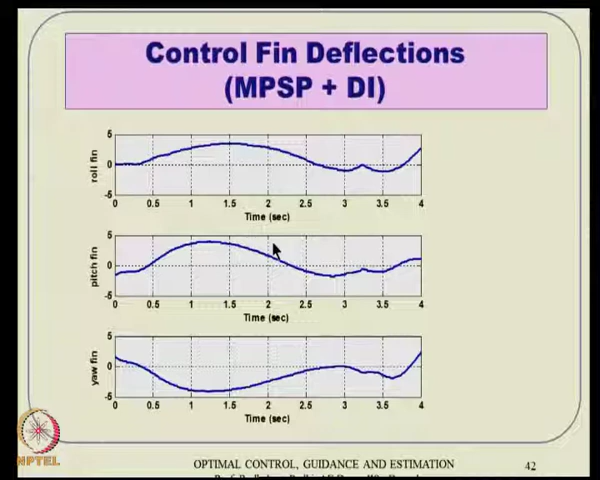 Control Fin Deflections
(MPSP + DI)
roll fin
5
0
-5
0 0.5 1 1.5 2 2.5 3 3.5 4
Time (sec)
pitch fin
5
0
-5
0 0.5 1 1.5 2 2.5 3 3.5 4
Time (sec)
yaw fin
5
0
-5
0 0.5 1 1.5 2 2.5 3 3.5 4
Time (sec)
NPTEL
OPTIMAL CONTROL, GUIDANCE AND ESTIMATION
42